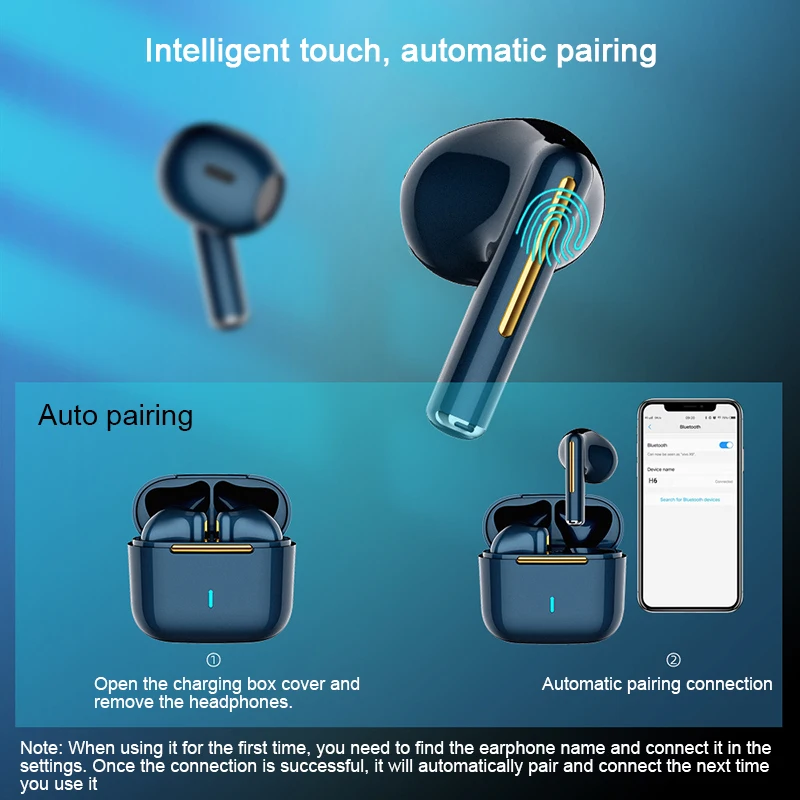 Intelligent touch, automatic pairing
Auto pairing
Bluetooth
Bluetooth
Device name
H6
Connected
Search for Bluetooth devices
①
Open the charging box cover and
remove the headphones.
②
Automatic pairing connection
Note: When using it for the first time, you need to find the earphone name and connect it in the
settings. Once the connection is successful, it will automatically pair and connect the next time
you use it